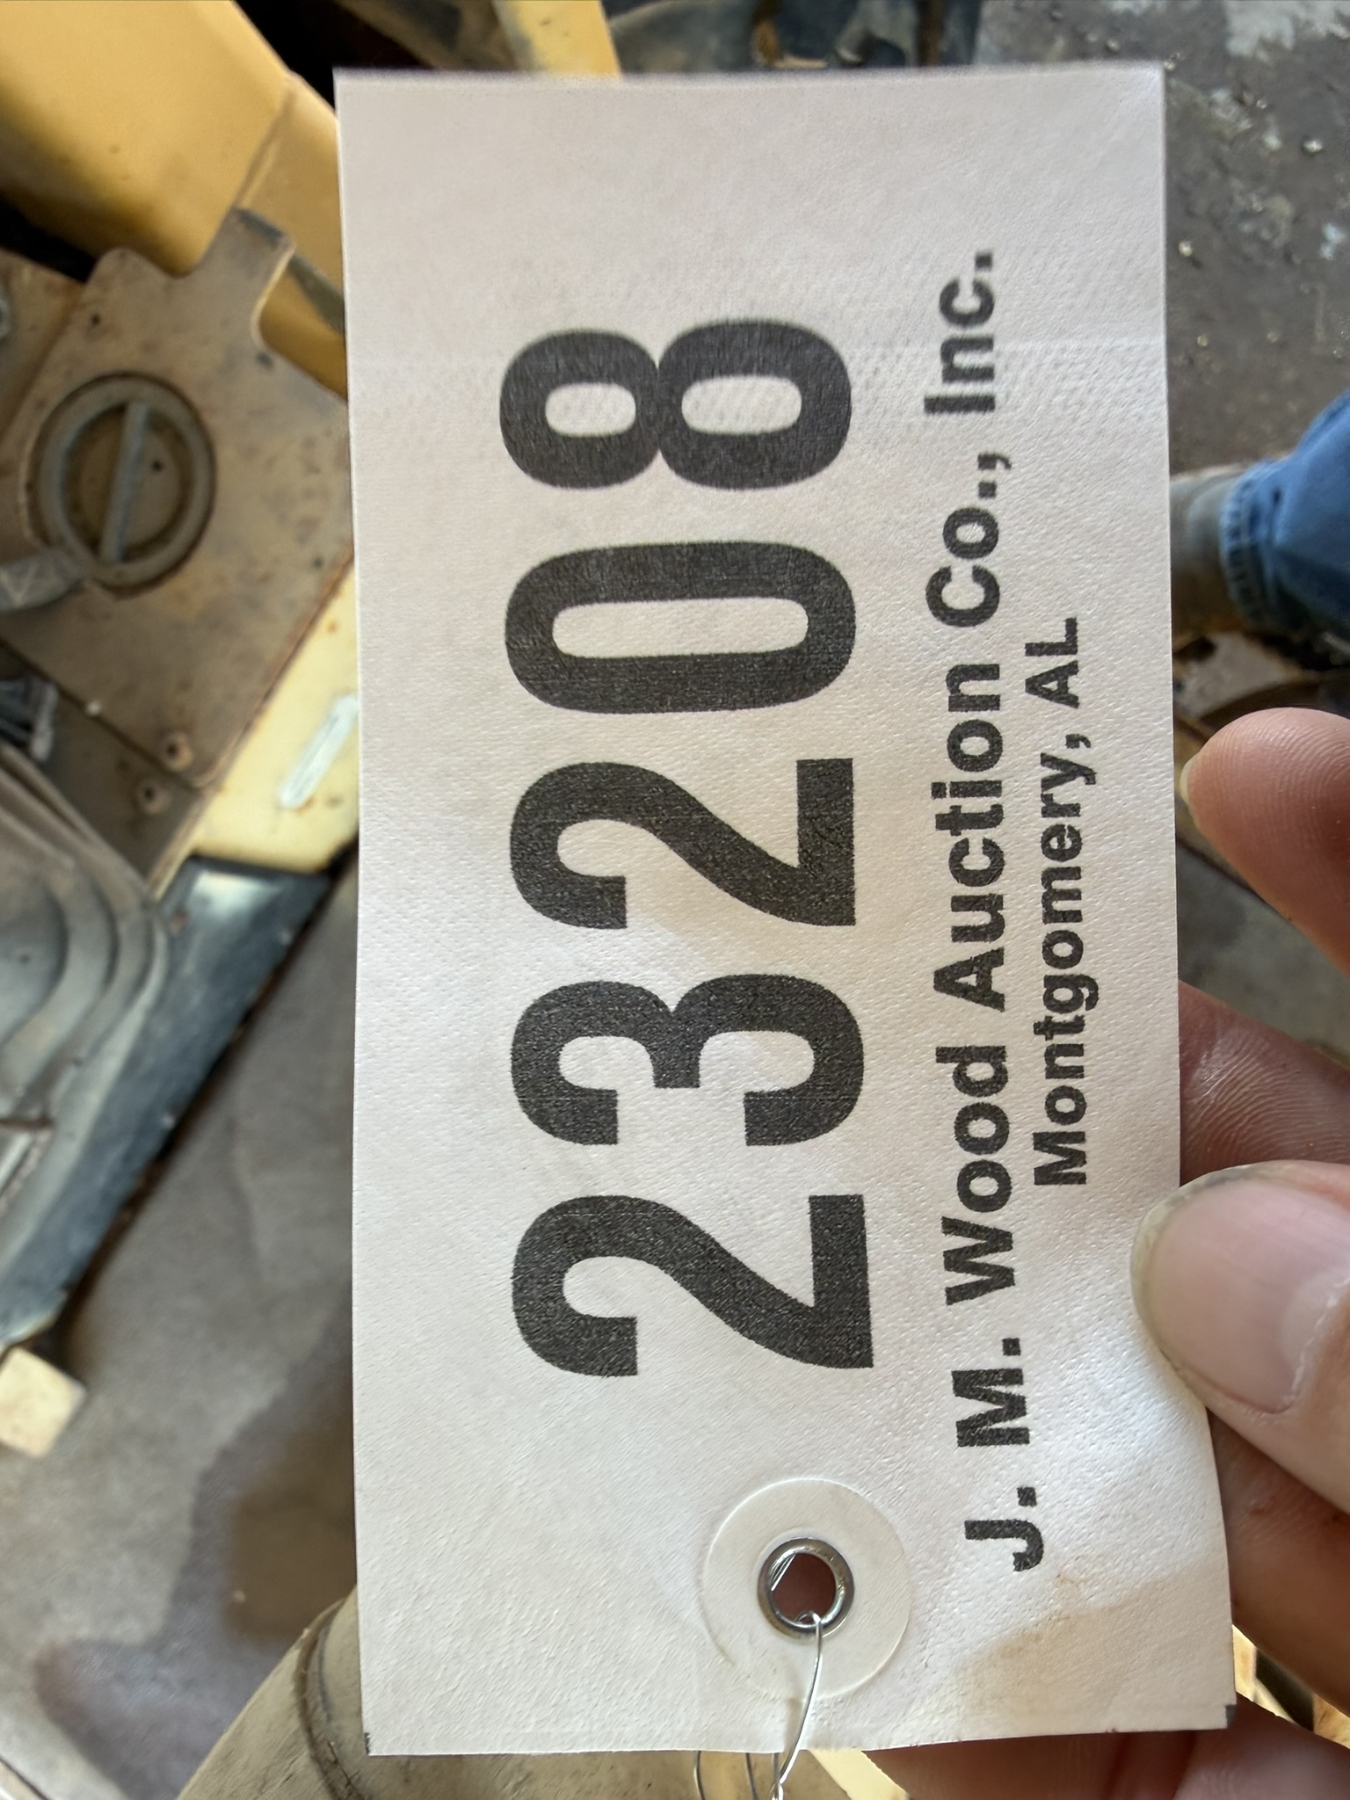 23208
J. M. Wood Auction Co., Inc.
Montgomery, AL